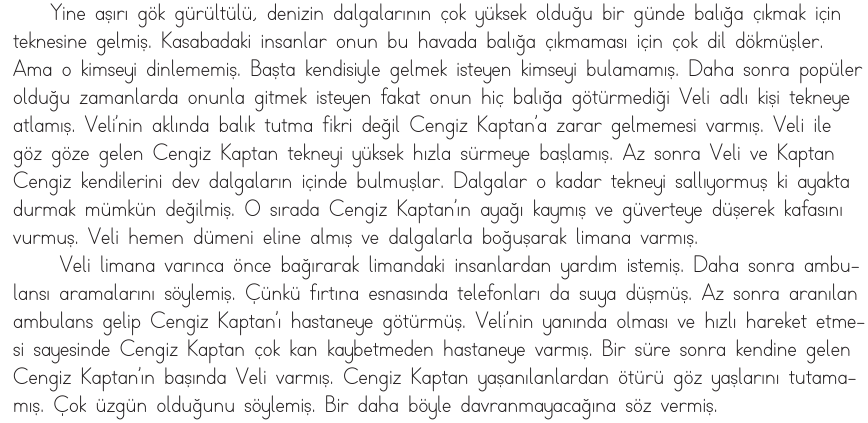 Yine aşırı gök gürültülü, denizin dalgalarının çok yüksek olduğu bir günde balığa çıkmak için
teknesine gelmiş. Kasabadaki insanlar onun bu havada balığa çıkmaması için çok dil dökmüşler.
Ama o kimseyi dinlememiş. Başta kendisiyle gelmek isteyen kimseyi bulamamış. Daha sonra popüler
olduğu zamanlarda onunla gitmek isteyen fakat onun hiç balığa götürmediği Veli adlı kişi tekneye
atlamış. Veli'nin aklında balık tutma fikri değil Cengiz Kaptan'a zarar gelmemesi varmış. Veli ile
göz göze gelen Cengiz Kaptan tekneyi yüksek hızla sürmeye başlamış. Az sonra Veli ve Kaptan
Cengiz kendilerini dev dalgaların içinde bulmuşlar. Dalgalar o kadar tekneyi sallıyormuş ki ayakta
durmak mümkün değilmiş. O sırada Cengiz Kaptan'ın ayağı kaymış ve güverteye düşerek kafasını
vurmuş. Veli hemen dümeni eline almış ve dalgalarla boğuşarak limana varmış.
Veli limana varınca önce bağırarak limandaki insanlardan yardım istemiş. Daha sonra ambu-
lansı aramalarını söylemiş. Çünkü fırtına esnasında telefonları da suya düşmüş. Az sonra aranılan
ambulans gelip Cengiz Kaptan'ı hastaneye götürmüş. Veli'nin yanında olması ve hızlı hareket etme-
si sayesinde Cengiz Kaptan çok kan kaybetmeden hastaneye varmış. Bir süre sonra kendine gelen
Cengiz Kaptan'ın başında Veli varmış. Cengiz Kaptan yaşanılanlardan ötürü göz yaşlarını tutama-
mış. Çok üzgün olduğunu söylemiş. Bir daha böyle davranmayacağına söz vermiş.